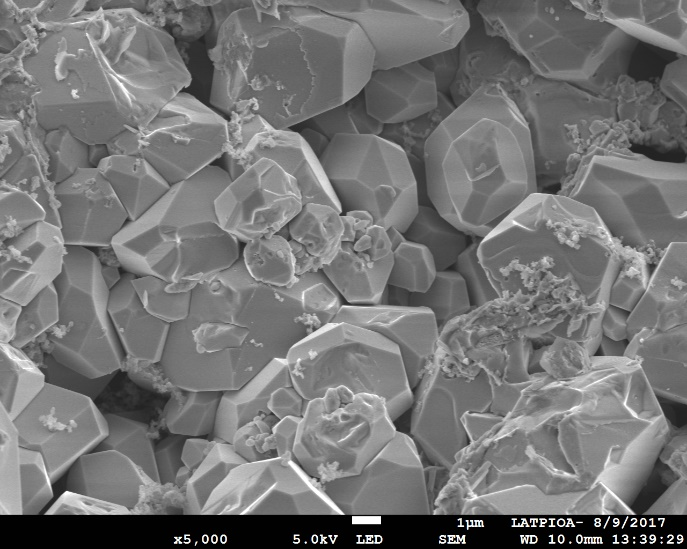 1µm LATPIOA- 8/9/2017
x5,000 5.0kV LED SEM WD 10.0mm 13:39:29